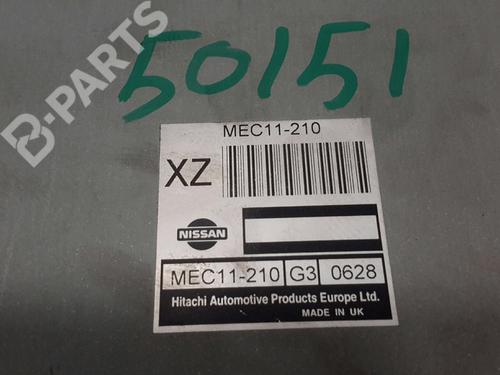 50151
B-PARTS
MEC11-210
XZ
NISSAN
MEC11-210 G3 0628
Hitachi Automotive Products Europe Ltd.
MADE IN UK